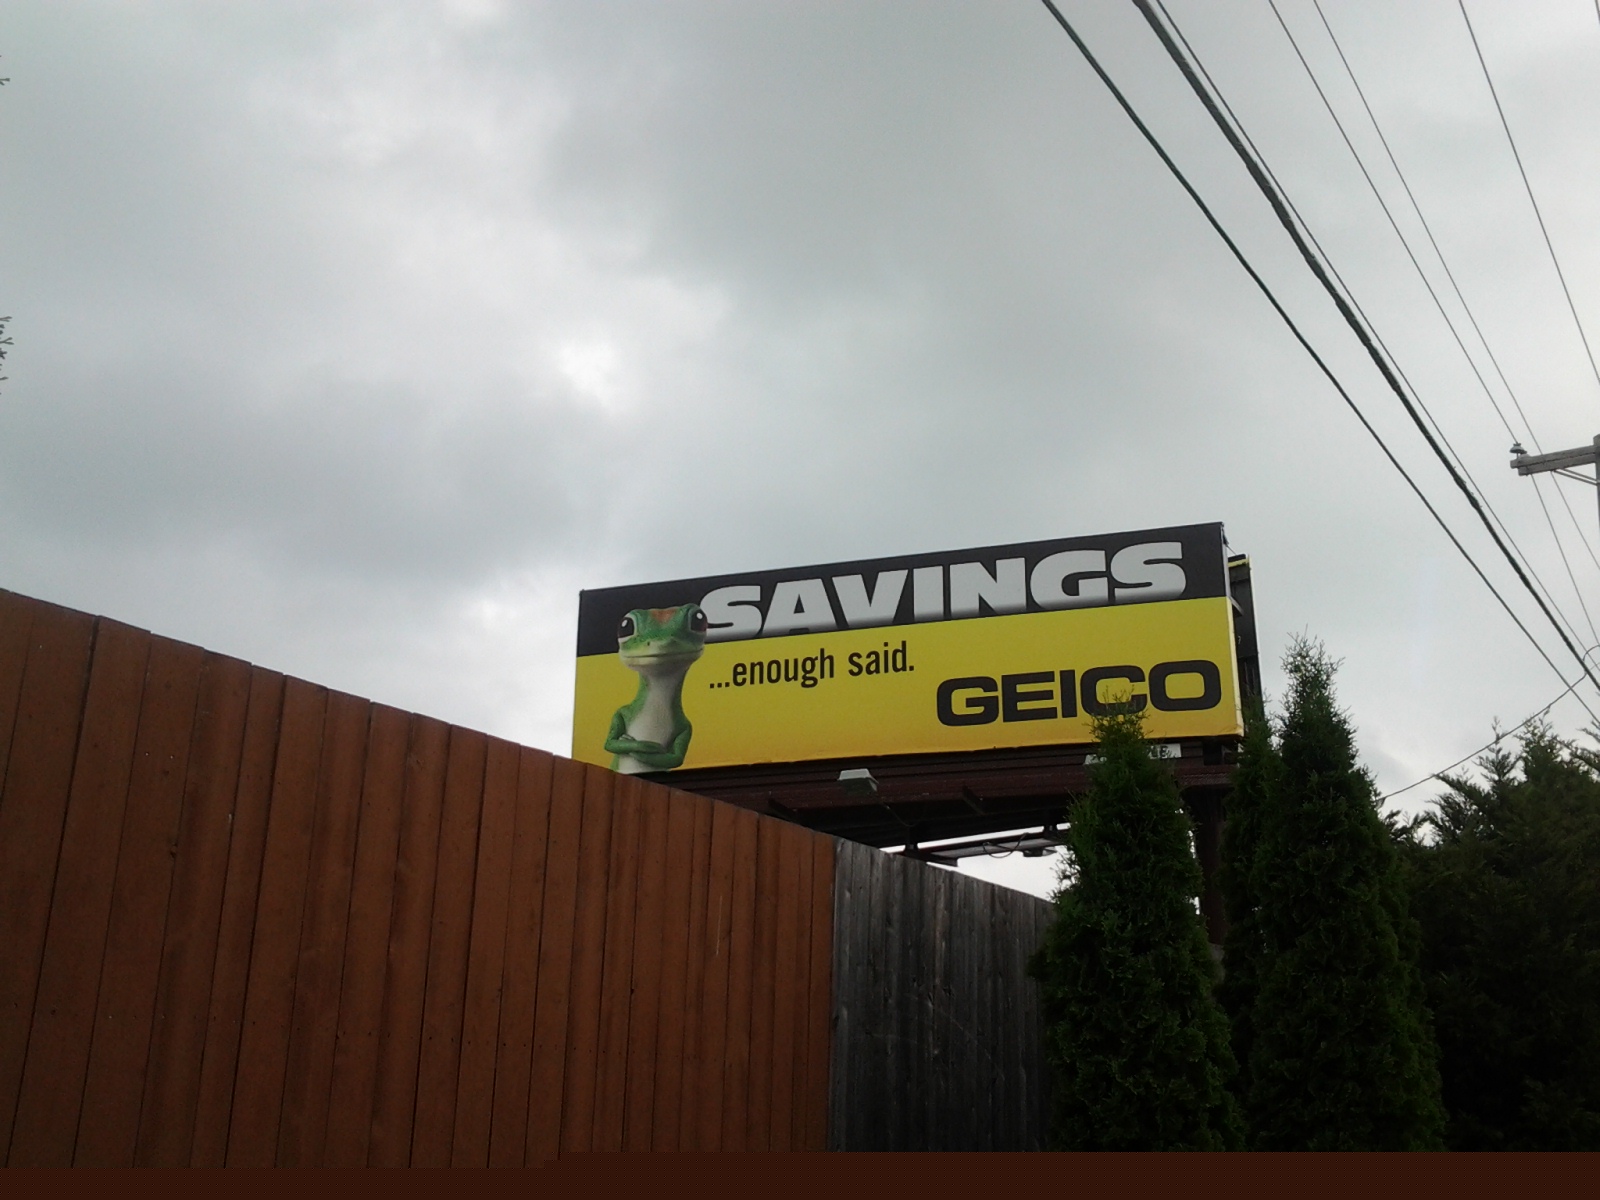 SAVINGS
...enough said.
GEICO